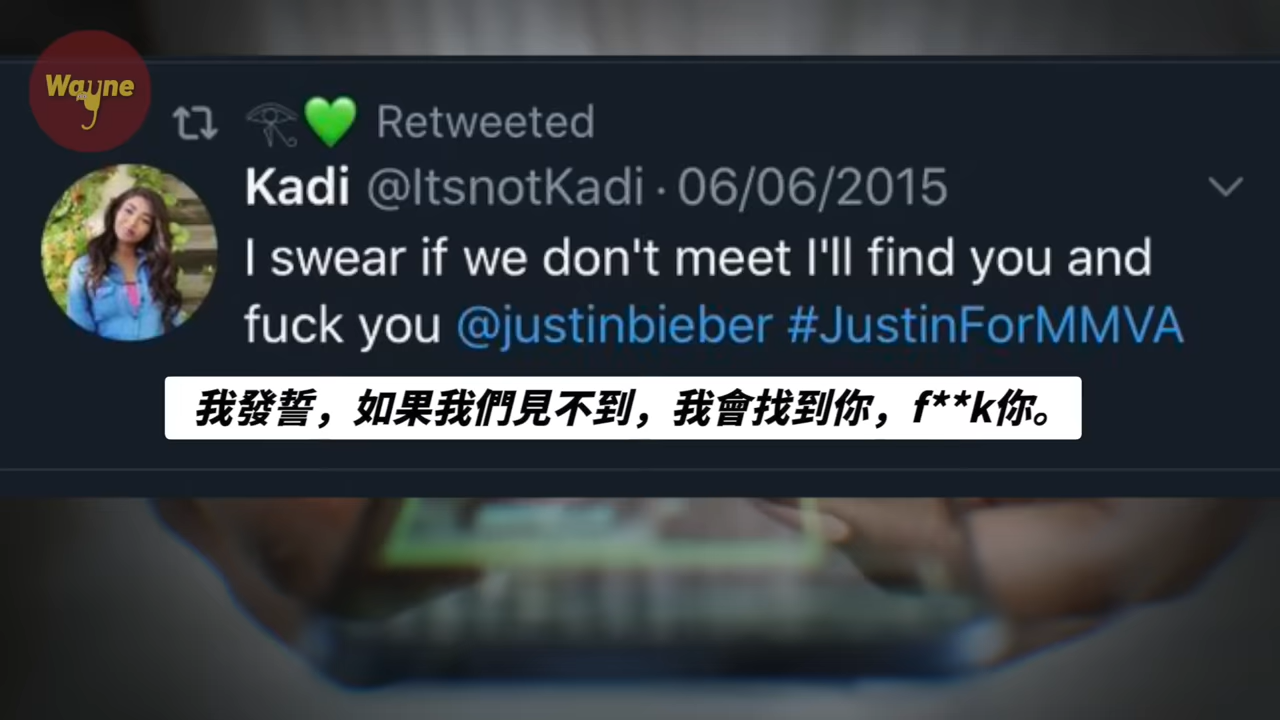 Wayne
Retweeted
Kadi @ItsnotKadi · 06/06/2015
I swear if we don't meet I'll find you and
fuck you @justinbieber #JustinForMMVA
我發誓，如果我們見不到，我會找到你，f**k你。